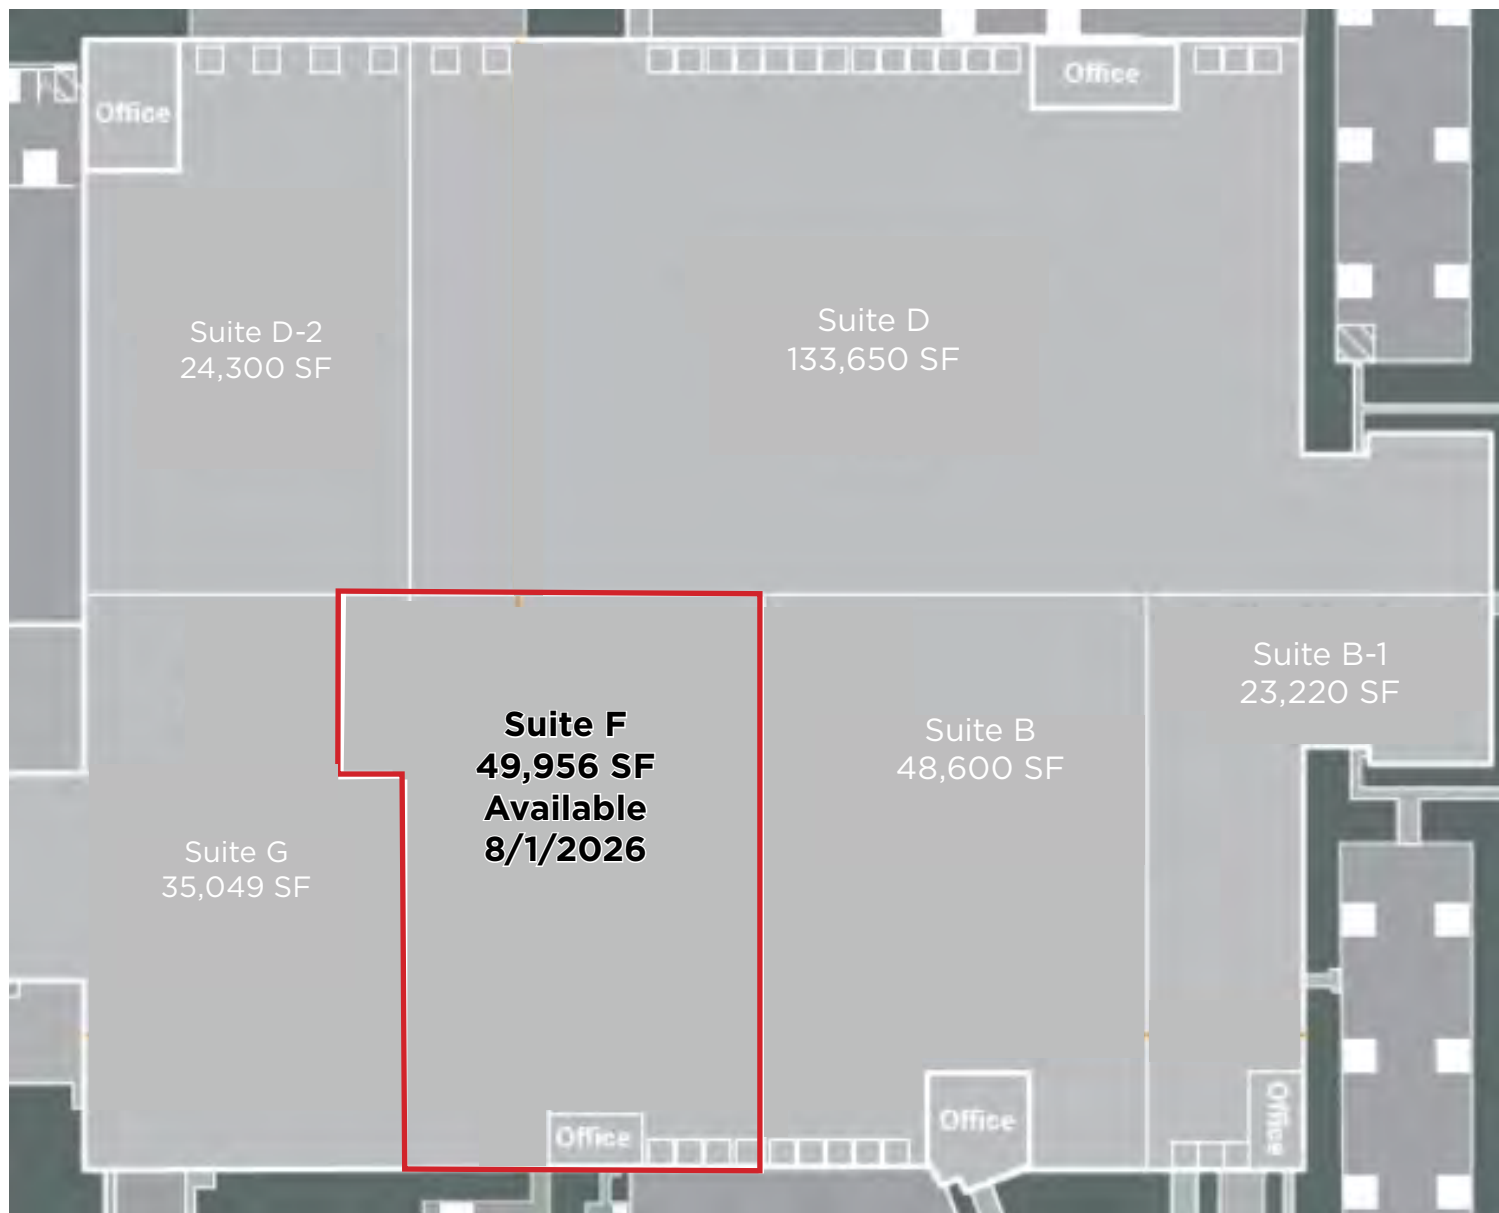 Office
Office
Suite D-2
24,300 SF
Suite D
133,650 SF
Suite F
49,956 SF
Available
8/1/2026
Suite B
48,600 SF
Suite B-1
23,220 SF
Suite G
35,049 SF
Office
Office
Office